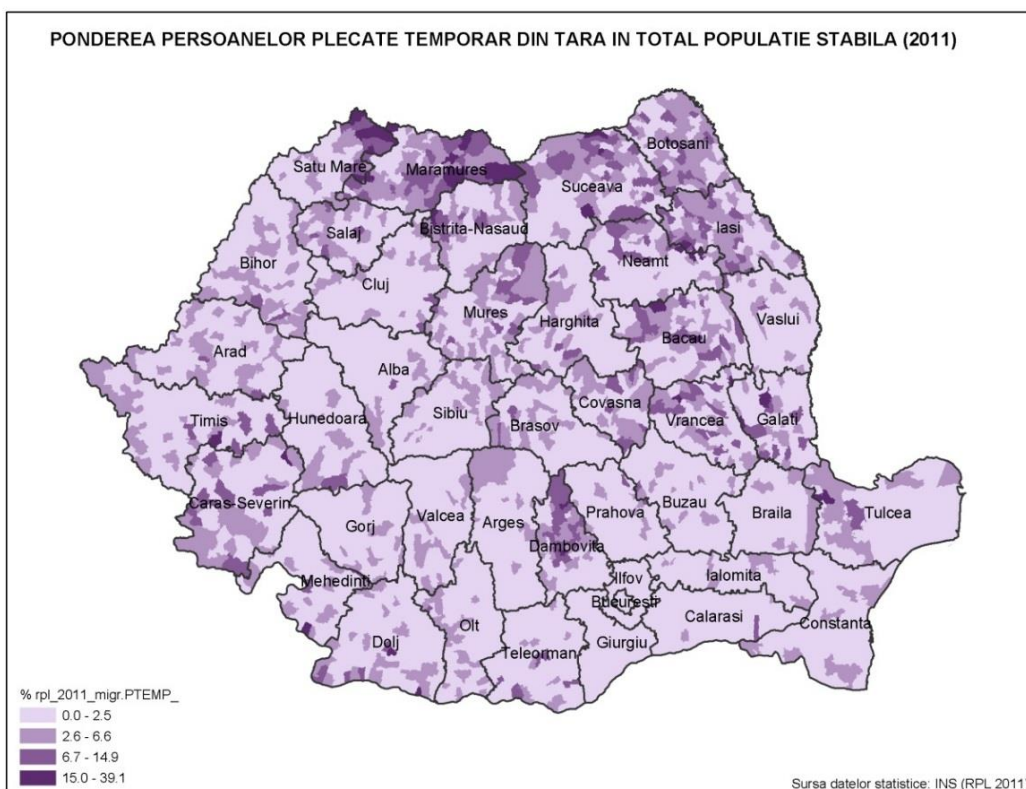 PONDEREA PERSOANELOR PLECATE TEMPORAR DIN TARA IN TOTAL POPULATIE STABILA (2011)
Botosani
Satu Mare
Maramures
Suceava
Iasi
Salaj
Bistrita-Nasaud
Neamt
Bihor
Cluj
Mures
Harghita
Bacau
Vaslui
Arad
Alba
Covasna
Timis
Hunedoara
Sibiu
Brasov
Vrancea
Galati
Caras-Severin
Gorj
Valcea
Arges
Dambovita
Prahova
Buzau
Braila
Tulcea
Mehedinti
Ilfov
Ialomita
Bucuresti
Calarasi
Constanta
Dolj
Olt
Teleorman
Giurgiu
% rpl_2011_migr.PTEMP_
0.0 - 2.5
2.6 - 6.6
6.7 - 14.9
15.0 - 39.1
Sursa datelor statistice: INS (RPL 2011)